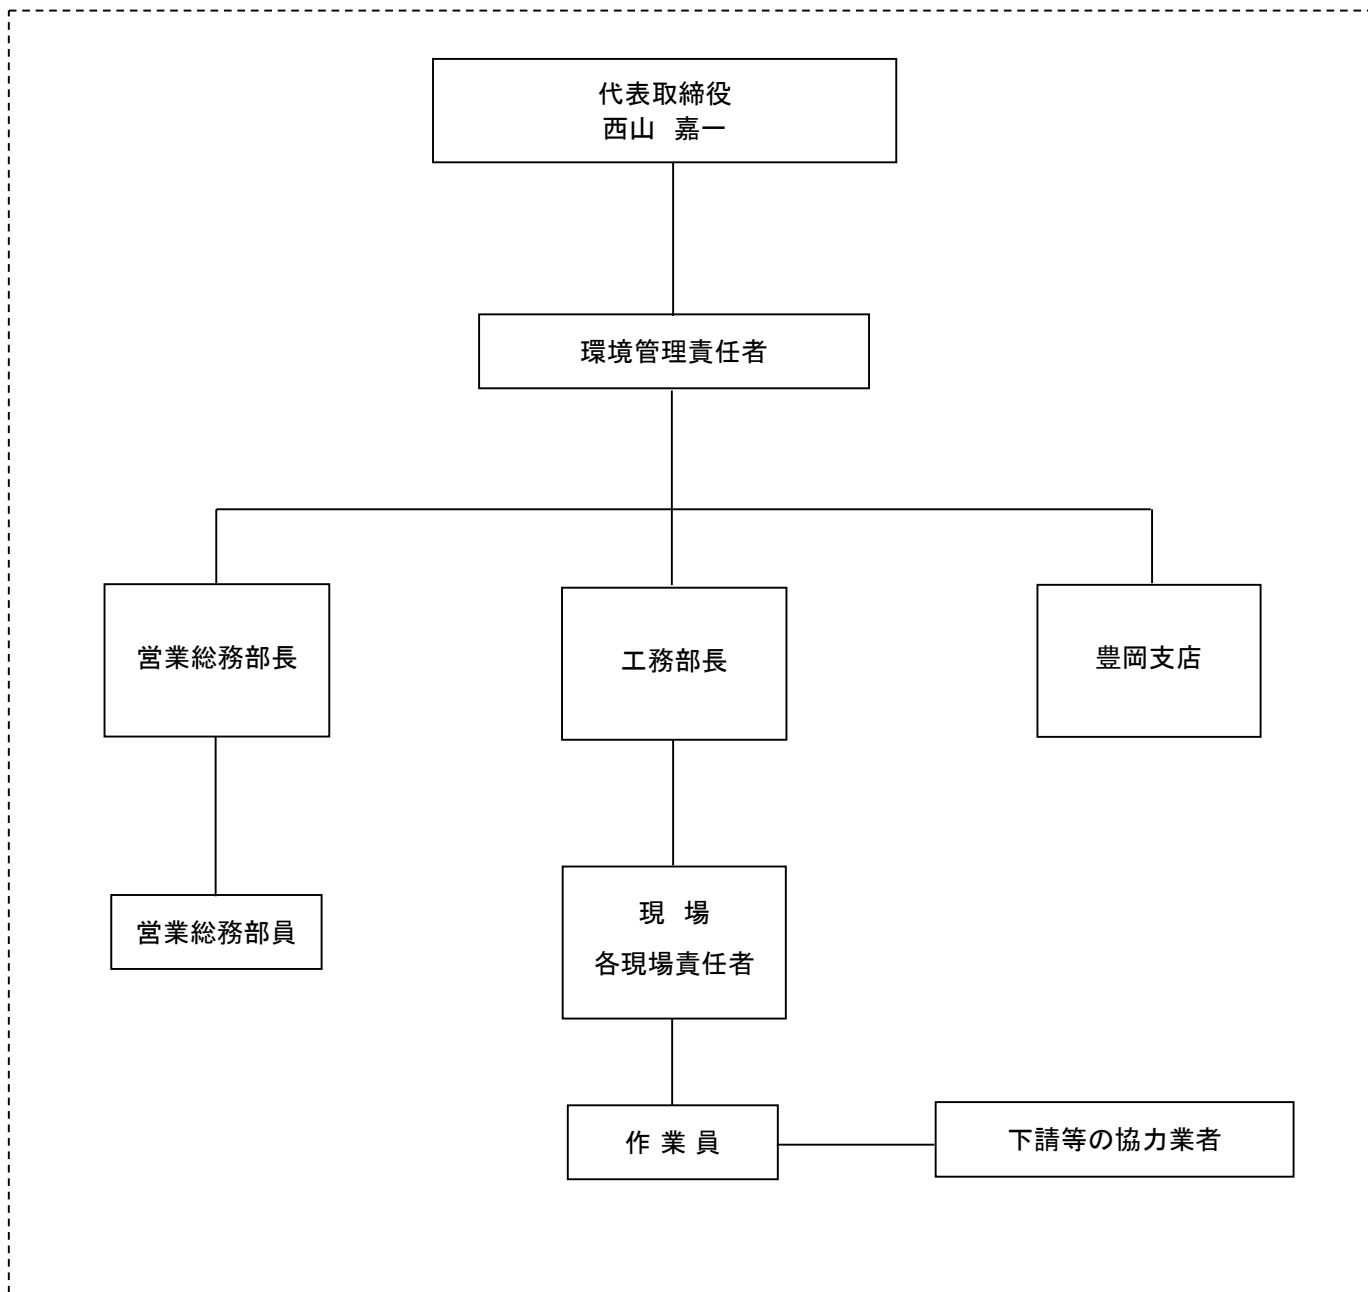 代表取締役
西山 嘉一
環境管理責任者
営業総務部長
工務部長
豊岡支店
営業総務部員
現 場
各現場責任者
作 業 員
下請等の協力業者